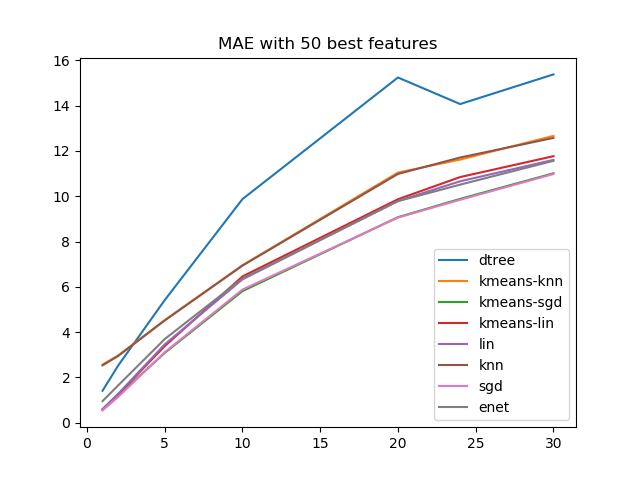 MAE with 50 best features
16
14
12
10
8
6
4
2
0
0 5 10 15 20 25 30
dtree
kmeans-knn
kmeans-sgd
kmeans-lin
lin
knn
sgd
enet